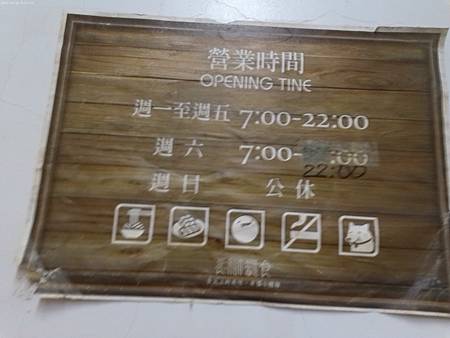 營業時間
OPENING TINE
週一至週五 7:00-22:00
週六 7:00- :00
22:00
週日 公休